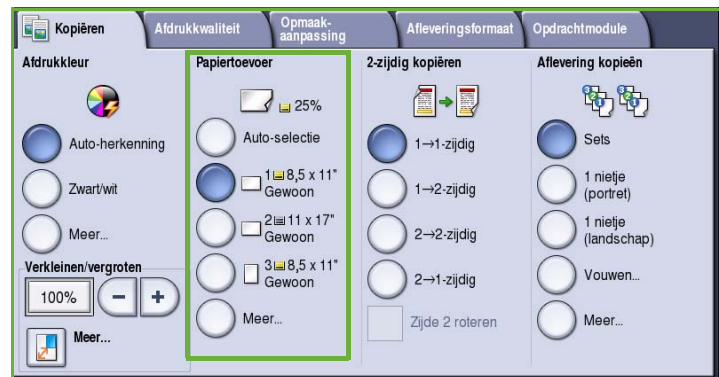 Kopiëren
Afdrukkwaliteit
Opmaak-
aanpassing
Afleveringsformaat
Opdrachtmodule
Afdrukkleur
Auto-herkenning
Zwart/wit
Meer...
Verkleinen/vergroten
100%
Meer...
Papiertoevoer
25%
Auto-selectie
1 8,5 x 11"
Gewoon
2 11 x 17"
Gewoon
3 8,5 x 11"
Gewoon
Meer...
2-zijdig kopiëren
1→1-zijdig
1→2-zijdig
2→2-zijdig
2→1-zijdig
Zijde 2 roteren
Aflevering kopieën
Sets
1 nietje
(portret)
1 nietje
(landschap)
Vouwen...
Meer...